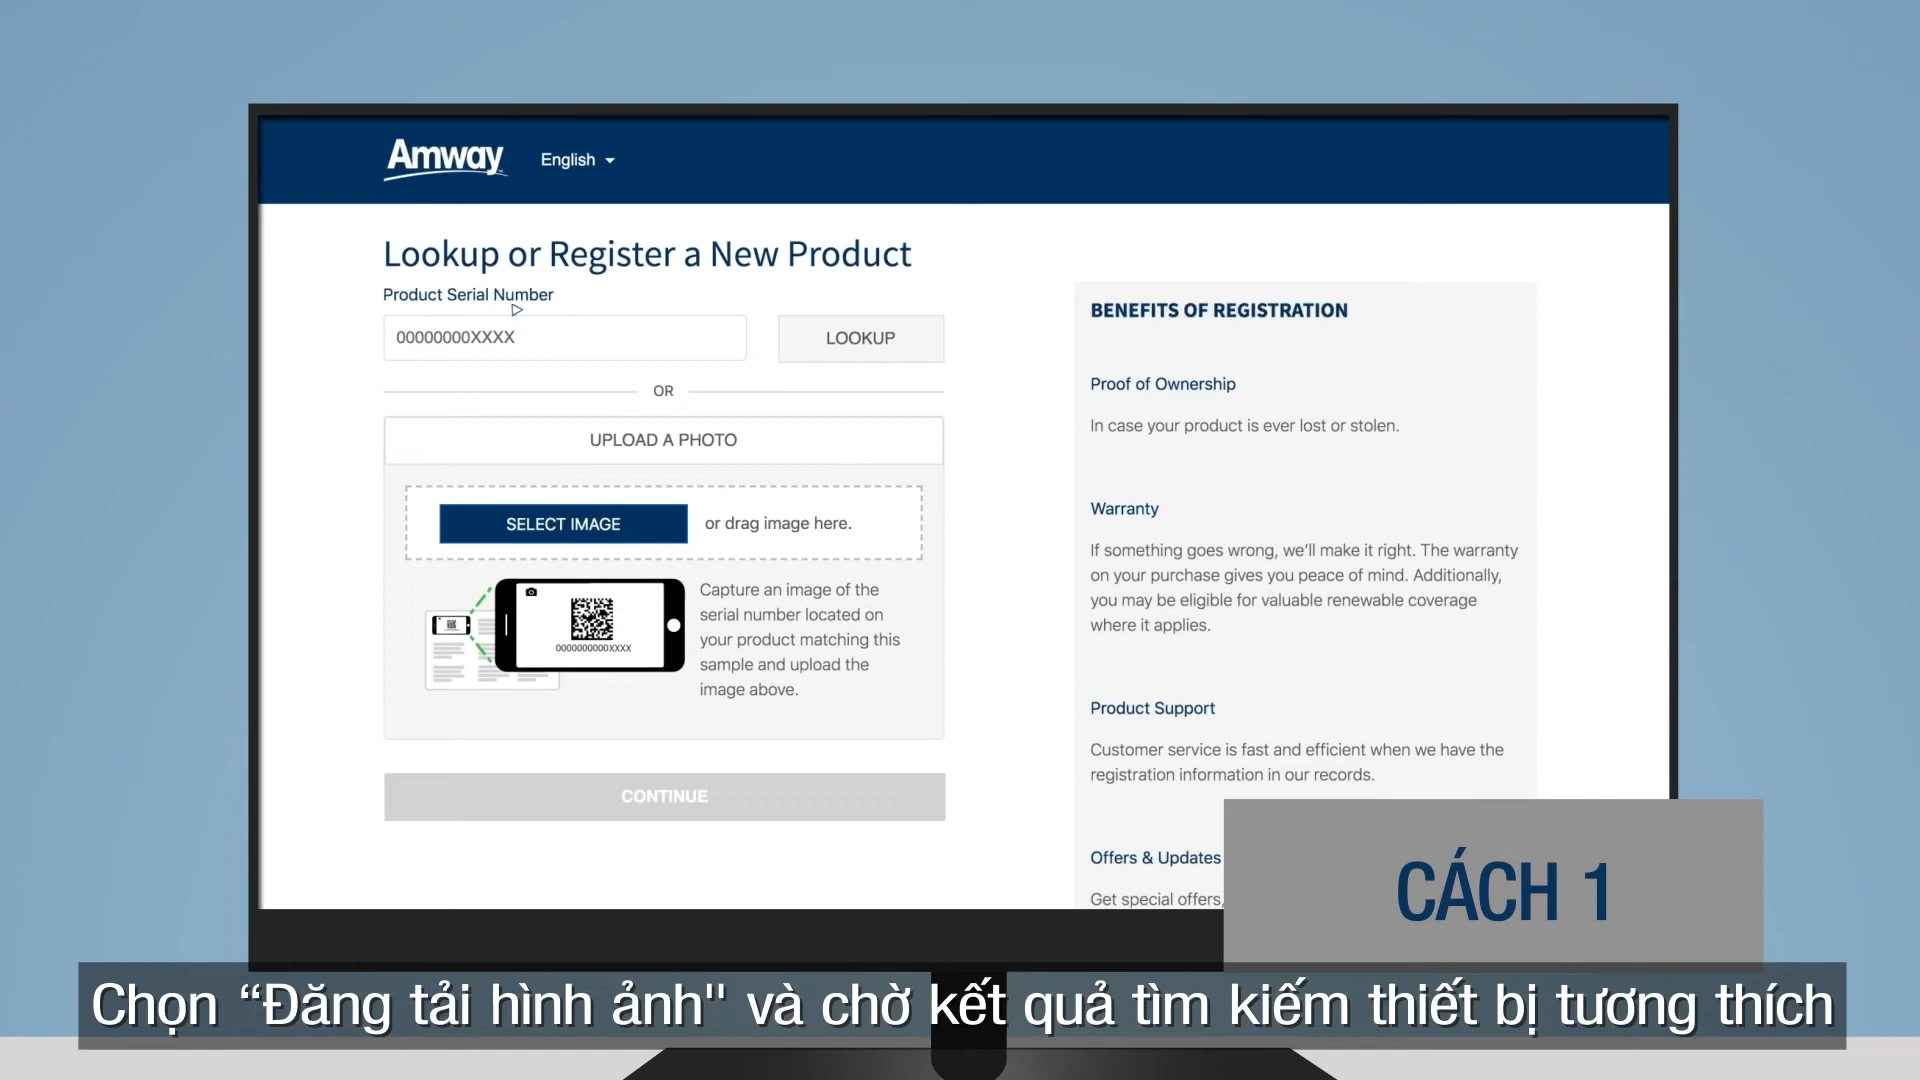 Amway
English
Lookup or Register a New Product
Product Serial Number
00000000XXXX
LOOKUP
OR
UPLOAD A PHOTO
SELECT IMAGE
or drag image here.
0000000000XXXX
Capture an image of the
serial number located on
your product matching this
sample and upload the
image above.
CONTINUE
BENEFITS OF REGISTRATION
Proof of Ownership
In case your product is ever lost or stolen.
Warranty
If something goes wrong, we’ll make it right. The warranty
on your purchase gives you peace of mind. Additionally,
you may be eligible for valuable renewable coverage
where it applies.
Product Support
Customer service is fast and efficient when we have the
registration information in our records.
Offers & Updates
Get special offers,
CÁCH 1
Chọn “Đăng tải hình ảnh" và chờ kết quả tìm kiếm thiết bị tương thích